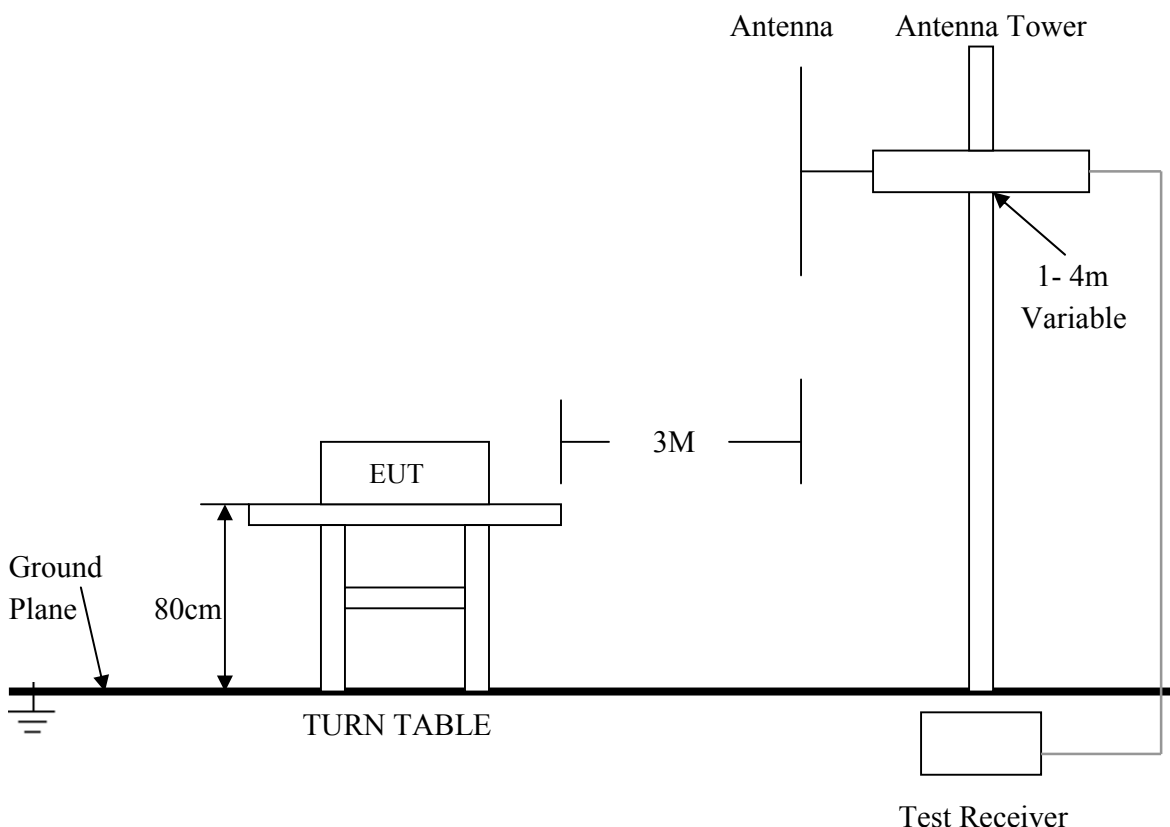 Antenna
Antenna Tower
1- 4m
Variable
3M
EUT
Ground
Plane
80cm
TURN TABLE
Test Receiver